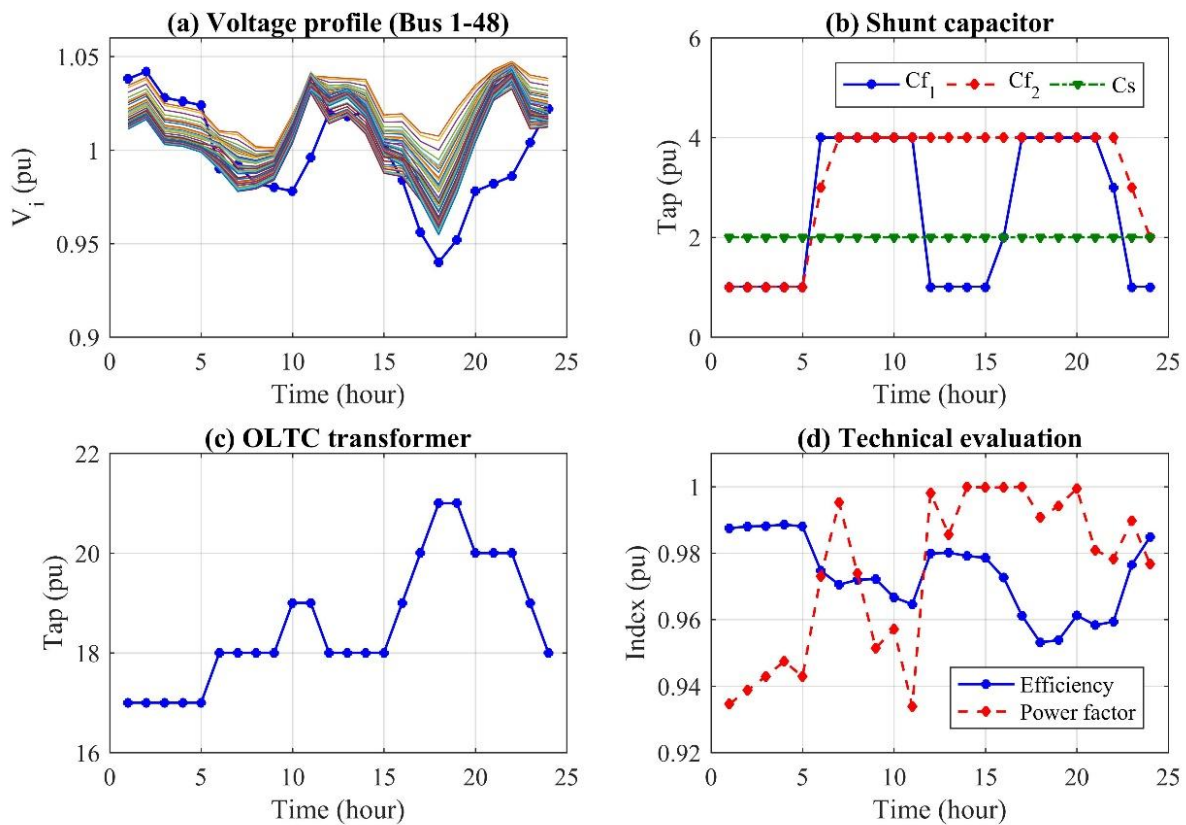 (a) Voltage profile (Bus 1-48)
1.05
1
0.95
0.9
V_i (pu)
0 5 10 15 20 25
Time (hour)
(b) Shunt capacitor
Cf_1 Cf_2 Cs
6
4
2
0
Tap (pu)
0 5 10 15 20 25
Time (hour)
(c) OLTC transformer
22
20
18
16
Tap (pu)
0 5 10 15 20 25
Time (hour)
(d) Technical evaluation
1
0.98
0.96
0.94
0.92
Index (pu)
Efficiency
Power factor
0 5 10 15 20 25
Time (hour)